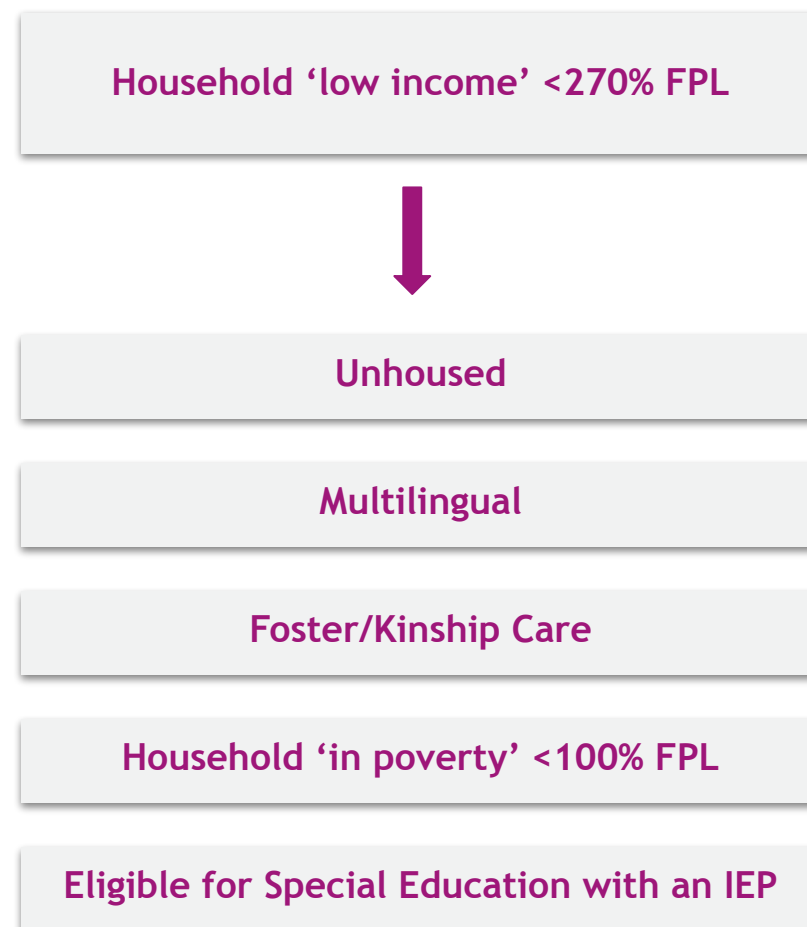 Household ‘low income’ <270% FPL
Unhoused
Multilingual
Foster/Kinship Care
Household ‘in poverty’ <100% FPL
Eligible for Special Education with an IEP